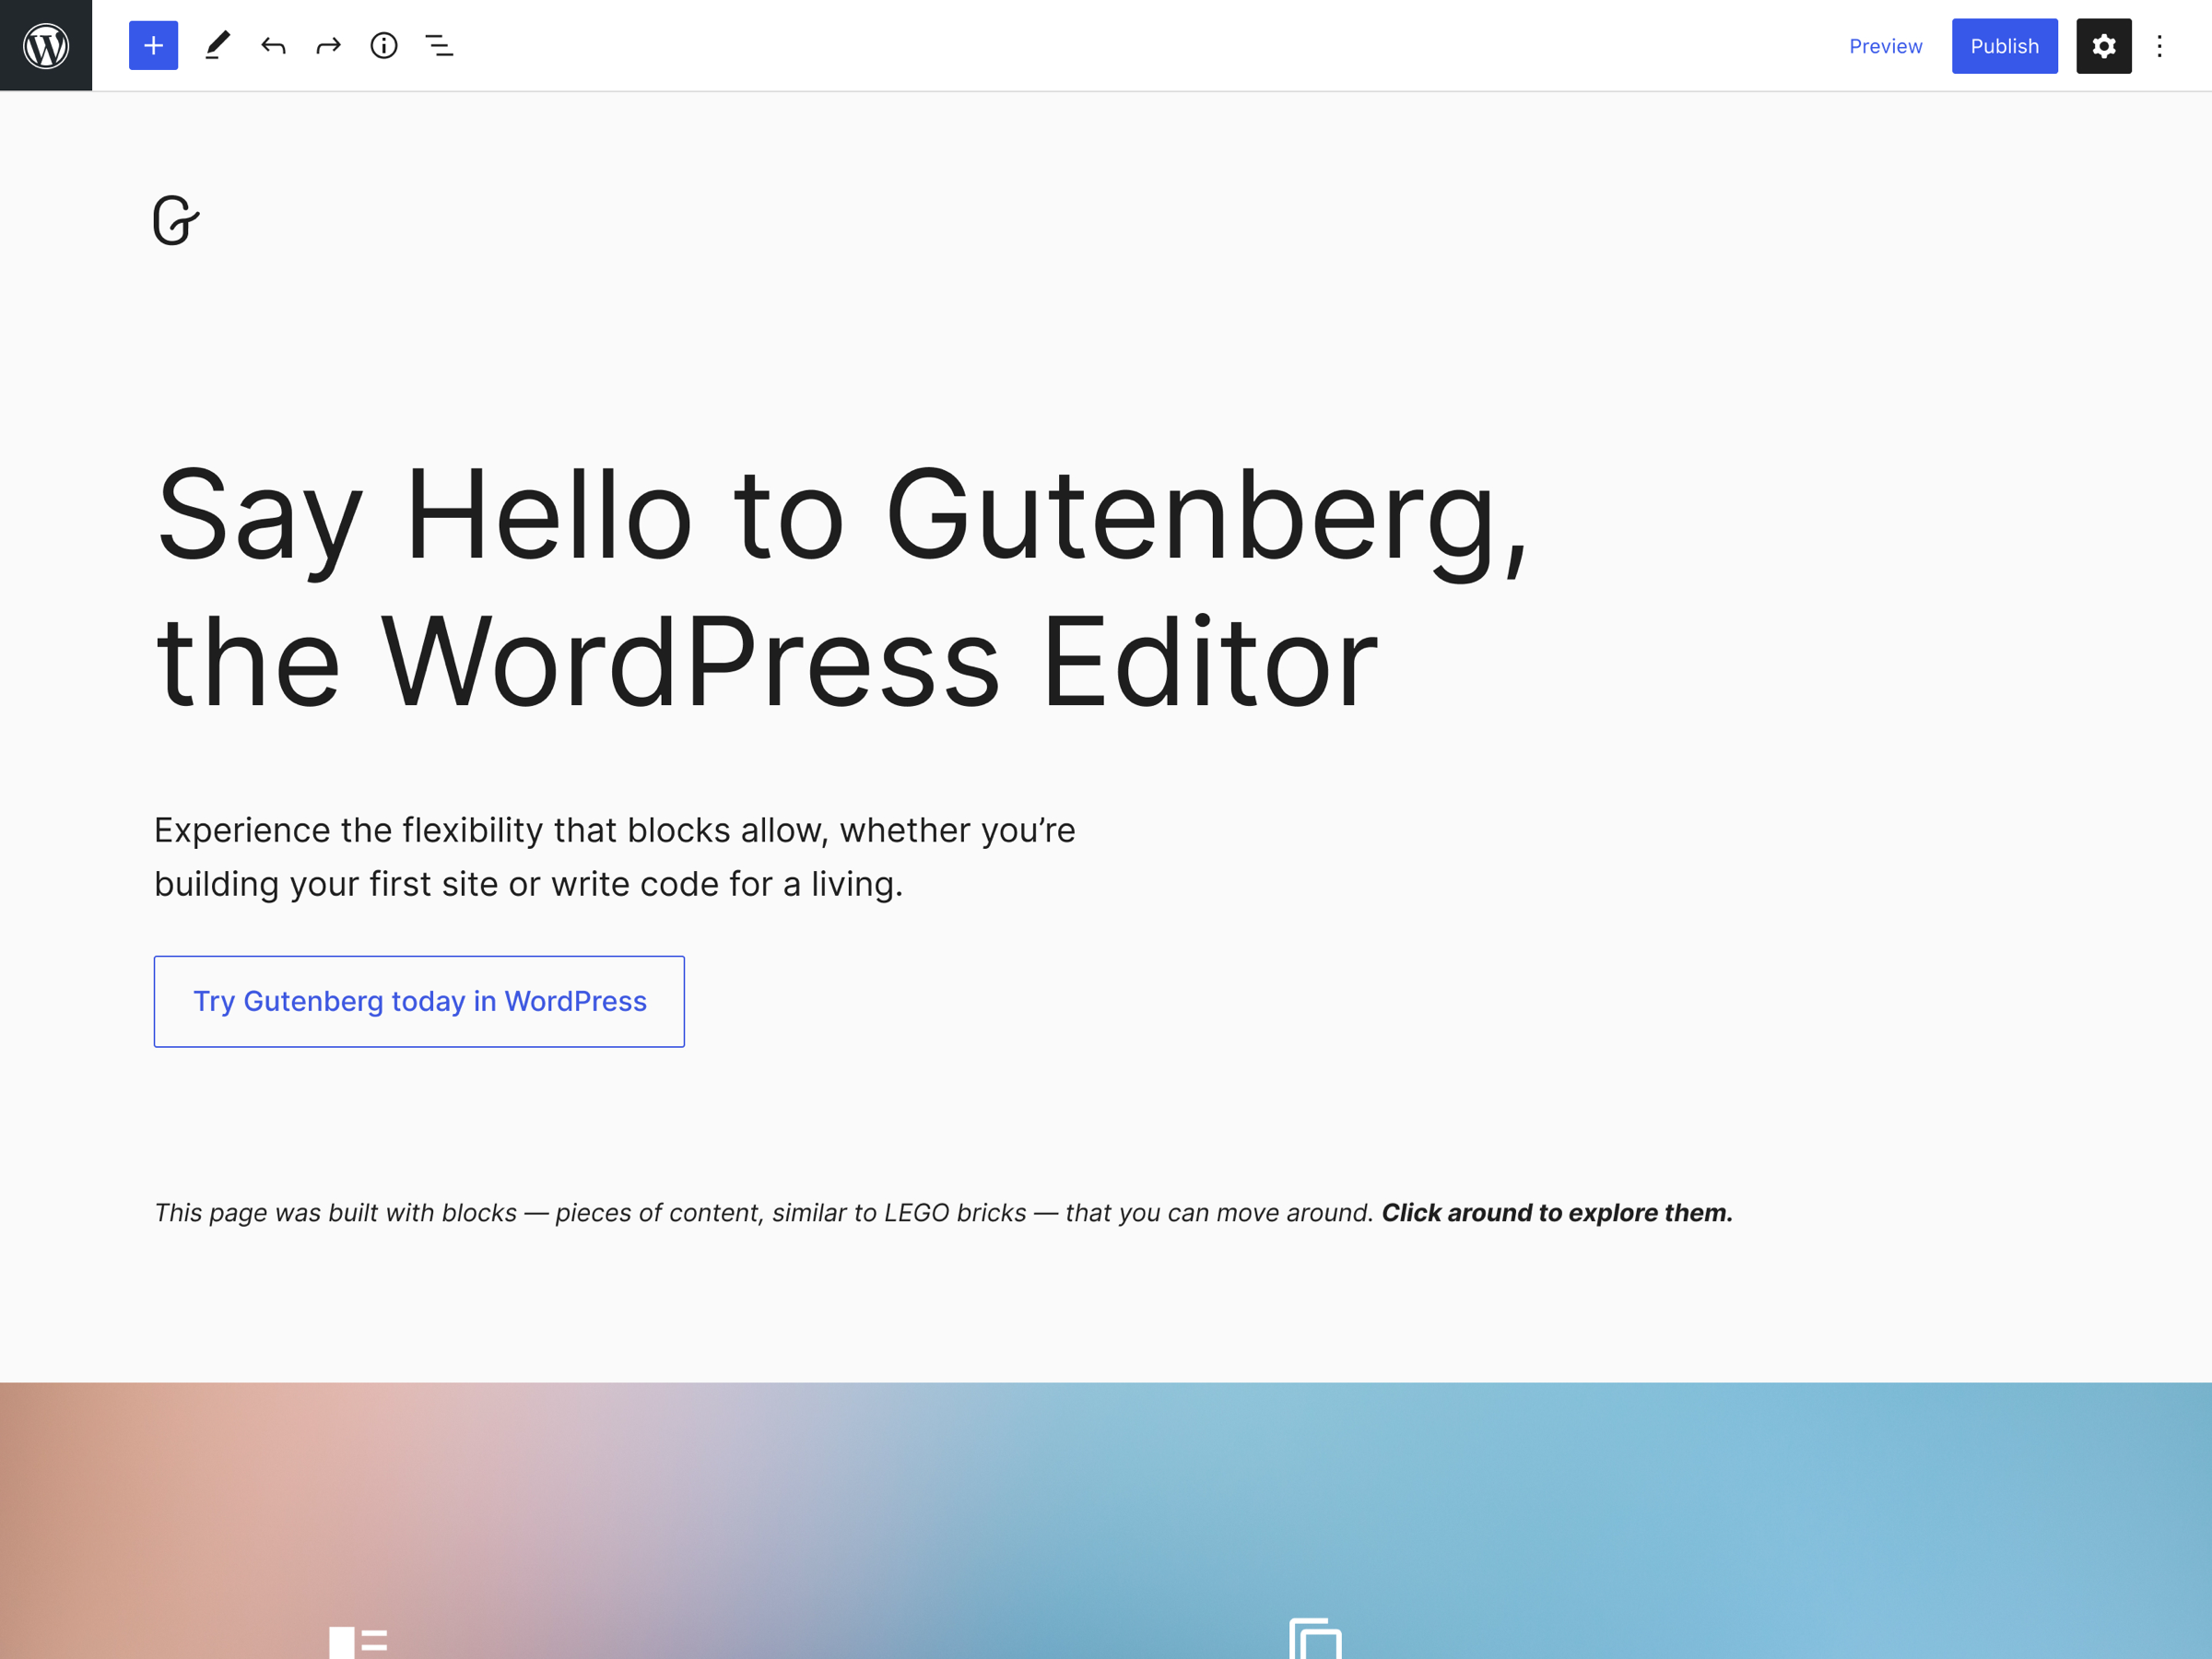 Preview
Publish
Say Hello to Gutenberg,
the WordPress Editor
Experience the flexibility that blocks allow, whether you’re
building your first site or write code for a living.
Try Gutenberg today in WordPress
This page was built with blocks — pieces of content, similar to LEGO bricks — that you can move around. Click around to explore them.